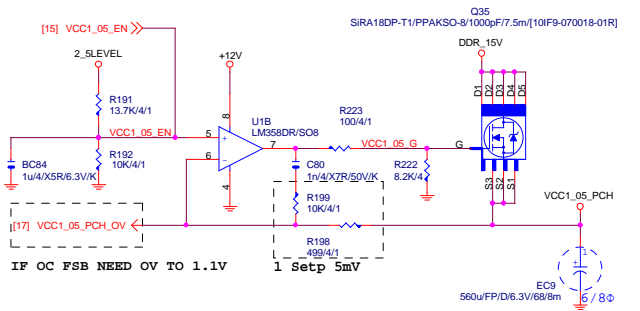 Q35
SiRA18DP-T1/PPAKSO-8/1000pF/7.5m/[10IF9-070018-01R]
[15] VCC1_05_EN
DDR_15V
2_5LEVEL
+12V
D1
D2
D3
D4
D5
R191
13.7K/4/1
8
U1B
LM358DR/SO8
R223
100/4/1
VCC1_05_EN
5
+
7
VCC1_05_G
G
6
-
BC84
1u/4/X5R/6.3V/K
R192
10K/4/1
4
C80
1n/4/X7R/50V/K
R222
8.2K/4
S3
S2
S1
VCC1_05_PCH
R199
10K/4/1
[17] VCC1_05_PCH_OV
R198
499/4/1
IF OC FSB NEED OV TO 1.1V
1 Setp 5mV
1
+
EC9
560u/FP/D/6.3V/68/8m
6/8Φ